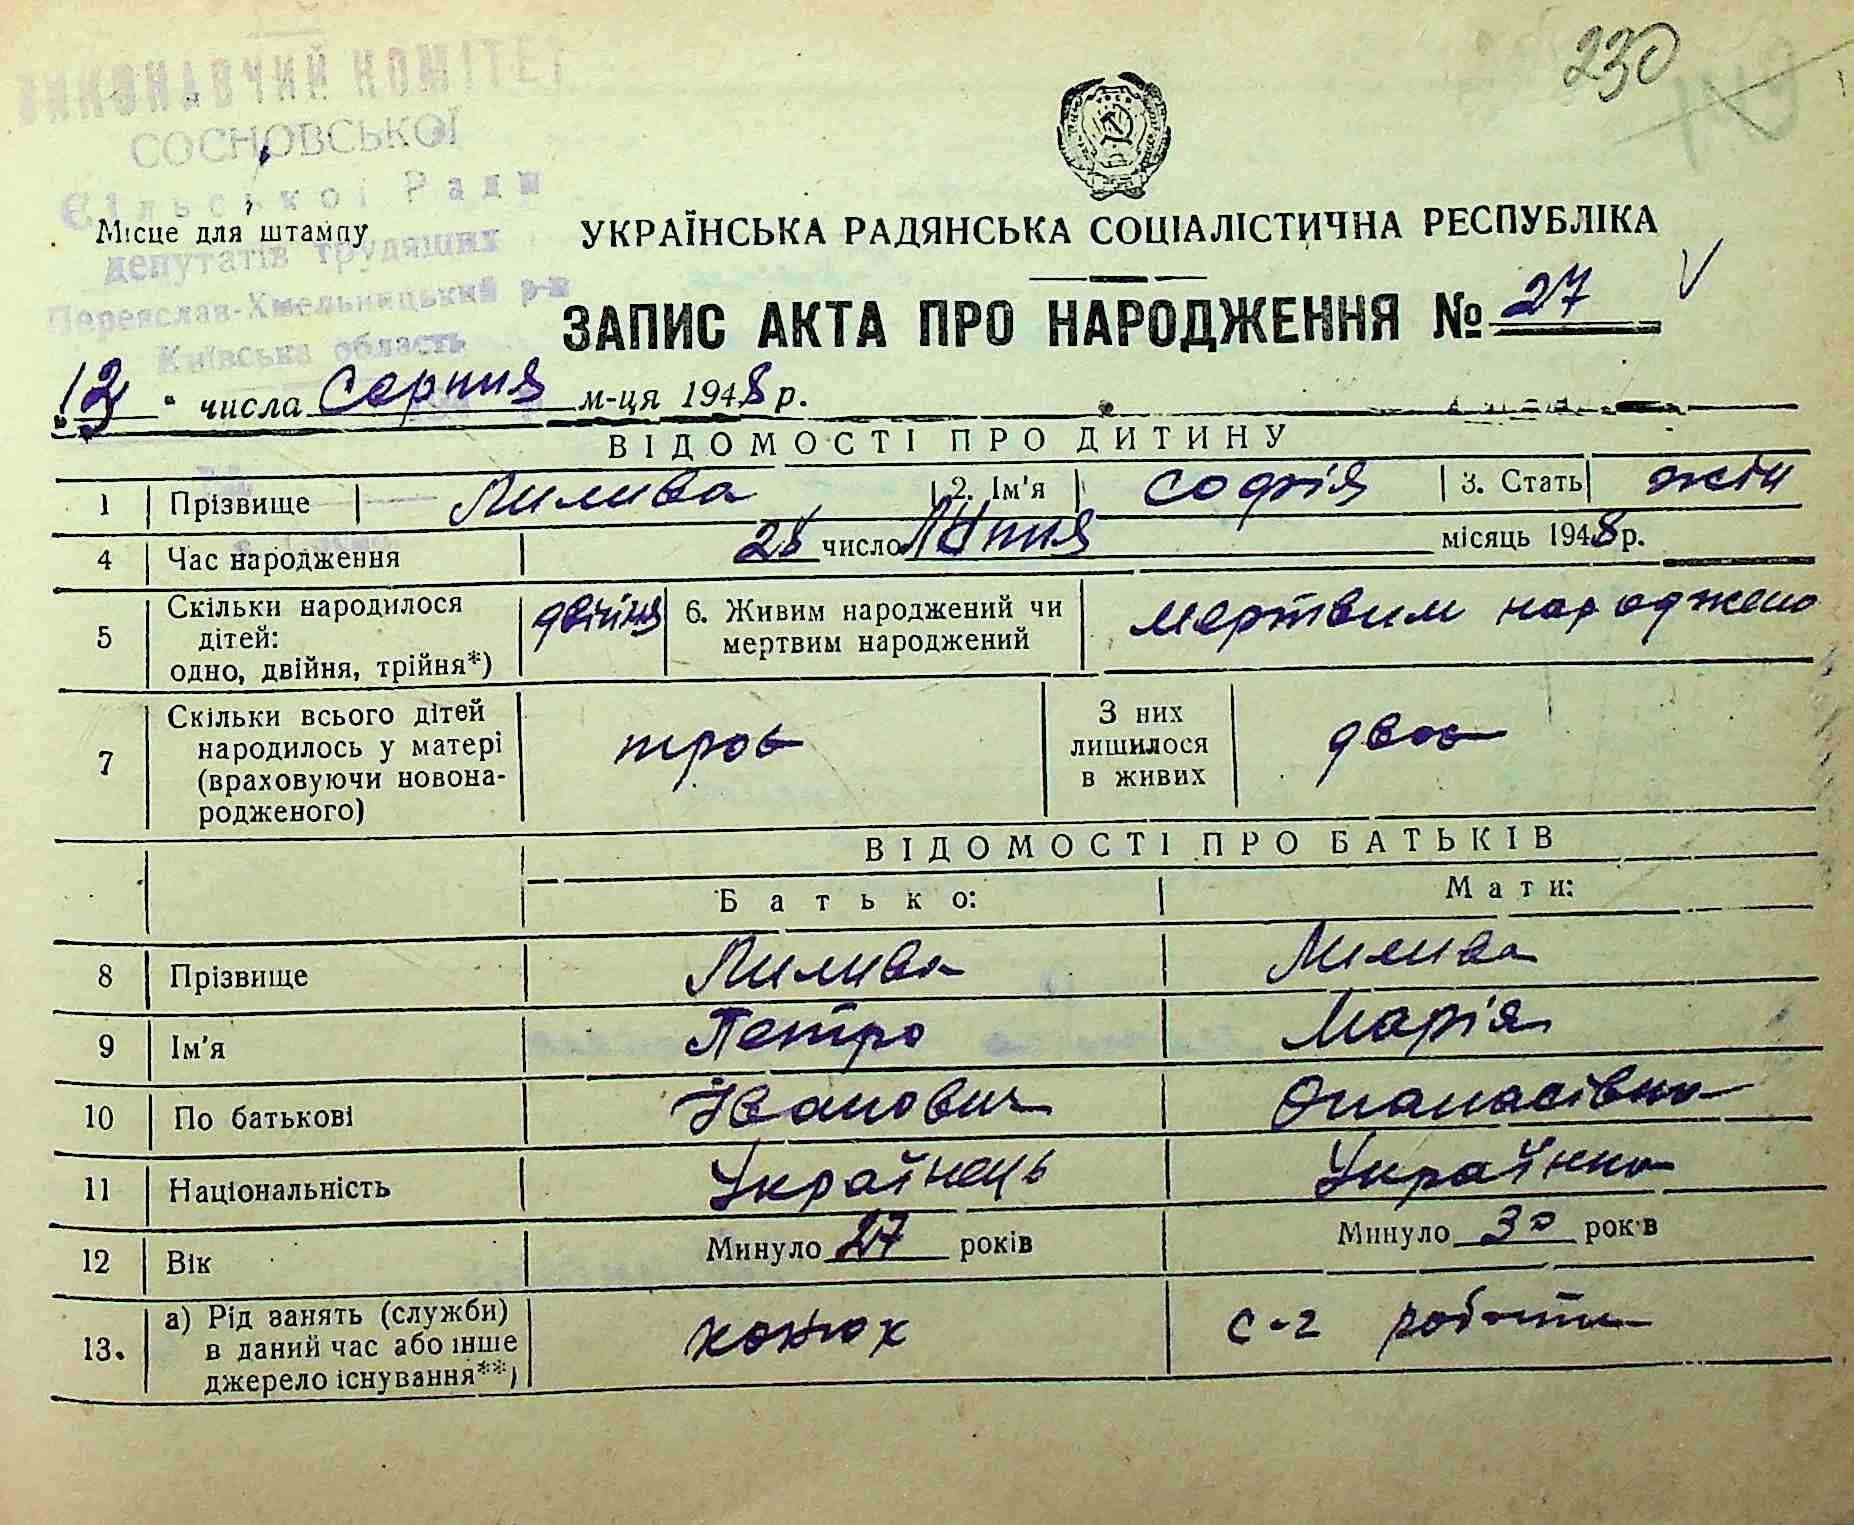 230
ВИКОНАВЧИЙ КОМІТЕТ
СОСНОВСЬКОЇ
Сільської Ради
депутатів трудящих
Переяслав-Хмельницький р-н
Київська область
Місце для штампу
УКРАЇНСЬКА РАДЯНСЬКА СОЦІАЛІСТИЧНА РЕСПУБЛІКА
ЗАПИС АКТА ПРО НАРОДЖЕННЯ № 27
„13" числа Серпня м-ця 1948 р.
ВІДОМОСТІ ПРО ДИТИНУ
1 Прізвище Лилива 2. Ім'я Софія 3. Стать жін
4 Час народження 28 число Липня місяць 1948 р.
5 Скільки народилося дітей: одно, двійня, трійня*) двійня 6. Живим народжений чи мертвим народжений мертвим народжено
7 Скільки всього дітей народилось у матері (враховуючи новонародженого) троє З них лишилося в живих двоє
ВІДОМОСТІ ПРО БАТЬКІВ
Батько: Мати:
8 Прізвище Лилива Лилива
9 Ім'я Петро Марія
10 По батькові Іванович Опанасівна
11 Національність Українець Українка
12 Вік Минуло 27 років Минуло 30 рок в
13. а) Рід занять (служби) в даний час або інше джерело існування**) конюх с-г роботи